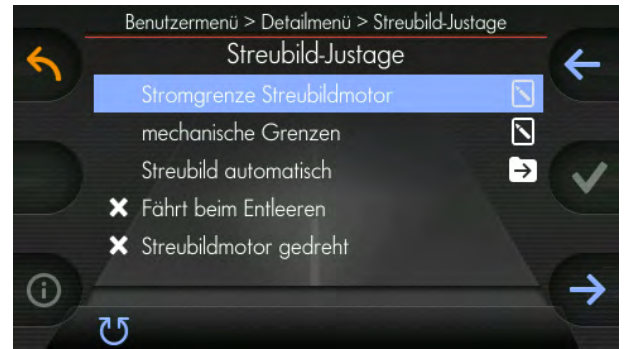 Benutzermenü > Detailmenü > Streubild-Justage
Streubild-Justage
Stromgrenze Streubildmotor
mechanische Grenzen
Streubild automatisch
Fährt beim Entleeren
Streubildmotor gedreht